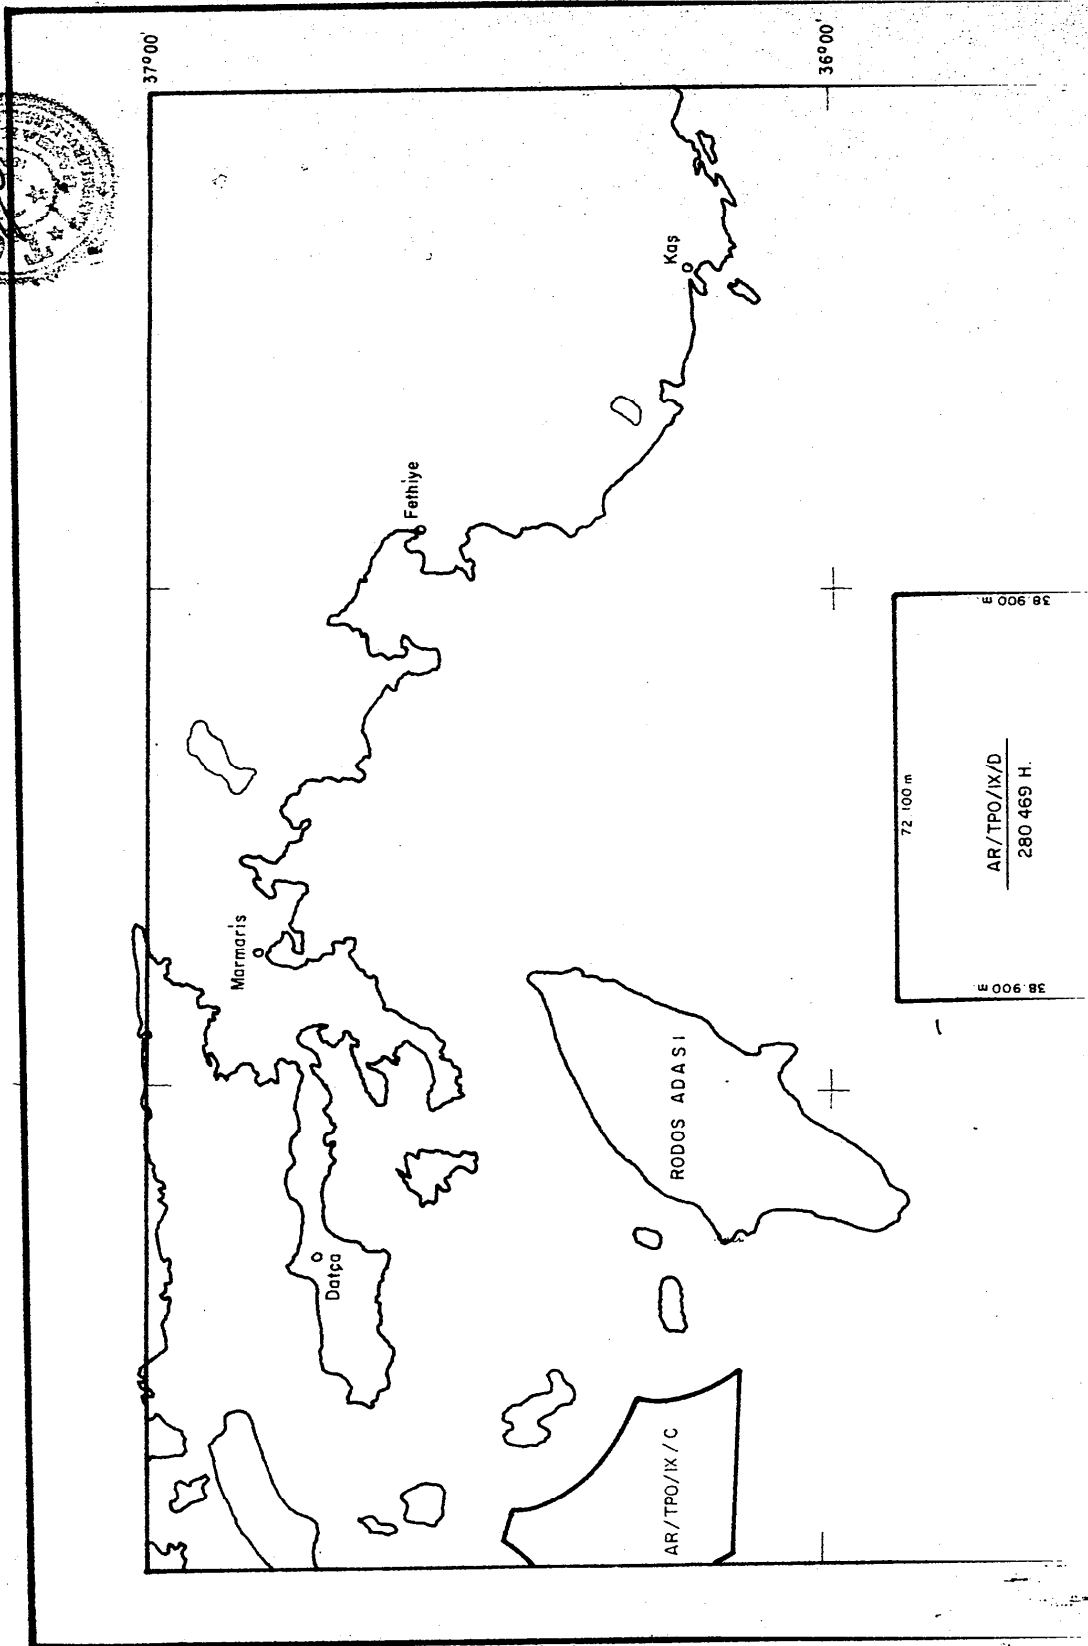 37°00'
36°00'
Kaş
Fethiye
Marmaris
Datça
RODOS ADASI
AR/TPO/IX/C
72.100 m
38.900 m
38.900 m
AR/TPO/IX/D
280 469 H.